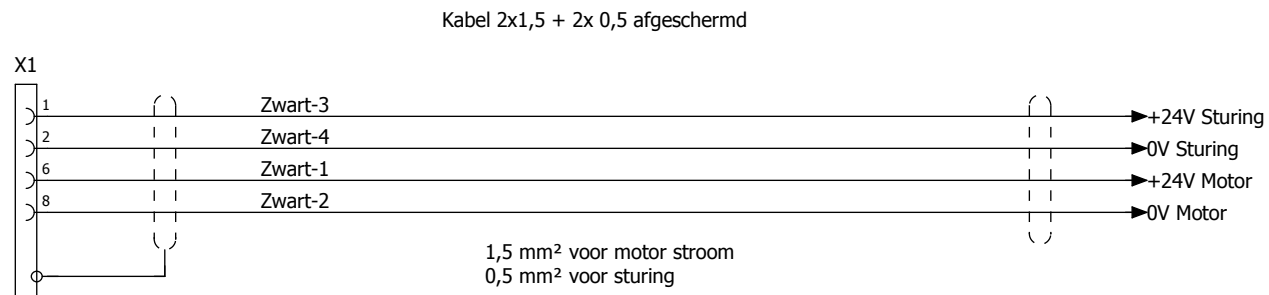 Kabel 2x1,5 + 2x 0,5 afgeschermd
X1
1 Zwart-3 +24V Sturing
2 Zwart-4 0V Sturing
6 Zwart-1 +24V Motor
8 Zwart-2 0V Motor
1,5 mm² voor motor stroom
0,5 mm² voor sturing